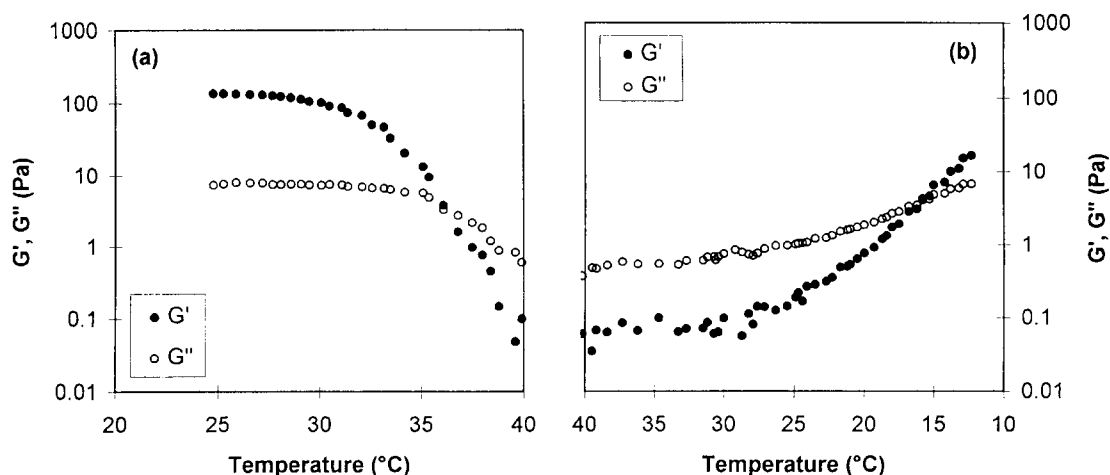 (a)
1000
100
10
1
0.1
0.01
G', G" (Pa)
● G'
○ G"
20 25 30 35 40
Temperature (°C)
● G'
○ G"
(b)
1000
100
10
1
0.1
0.01
G', G" (Pa)
40 35 30 25 20 15 10
Temperature (°C)